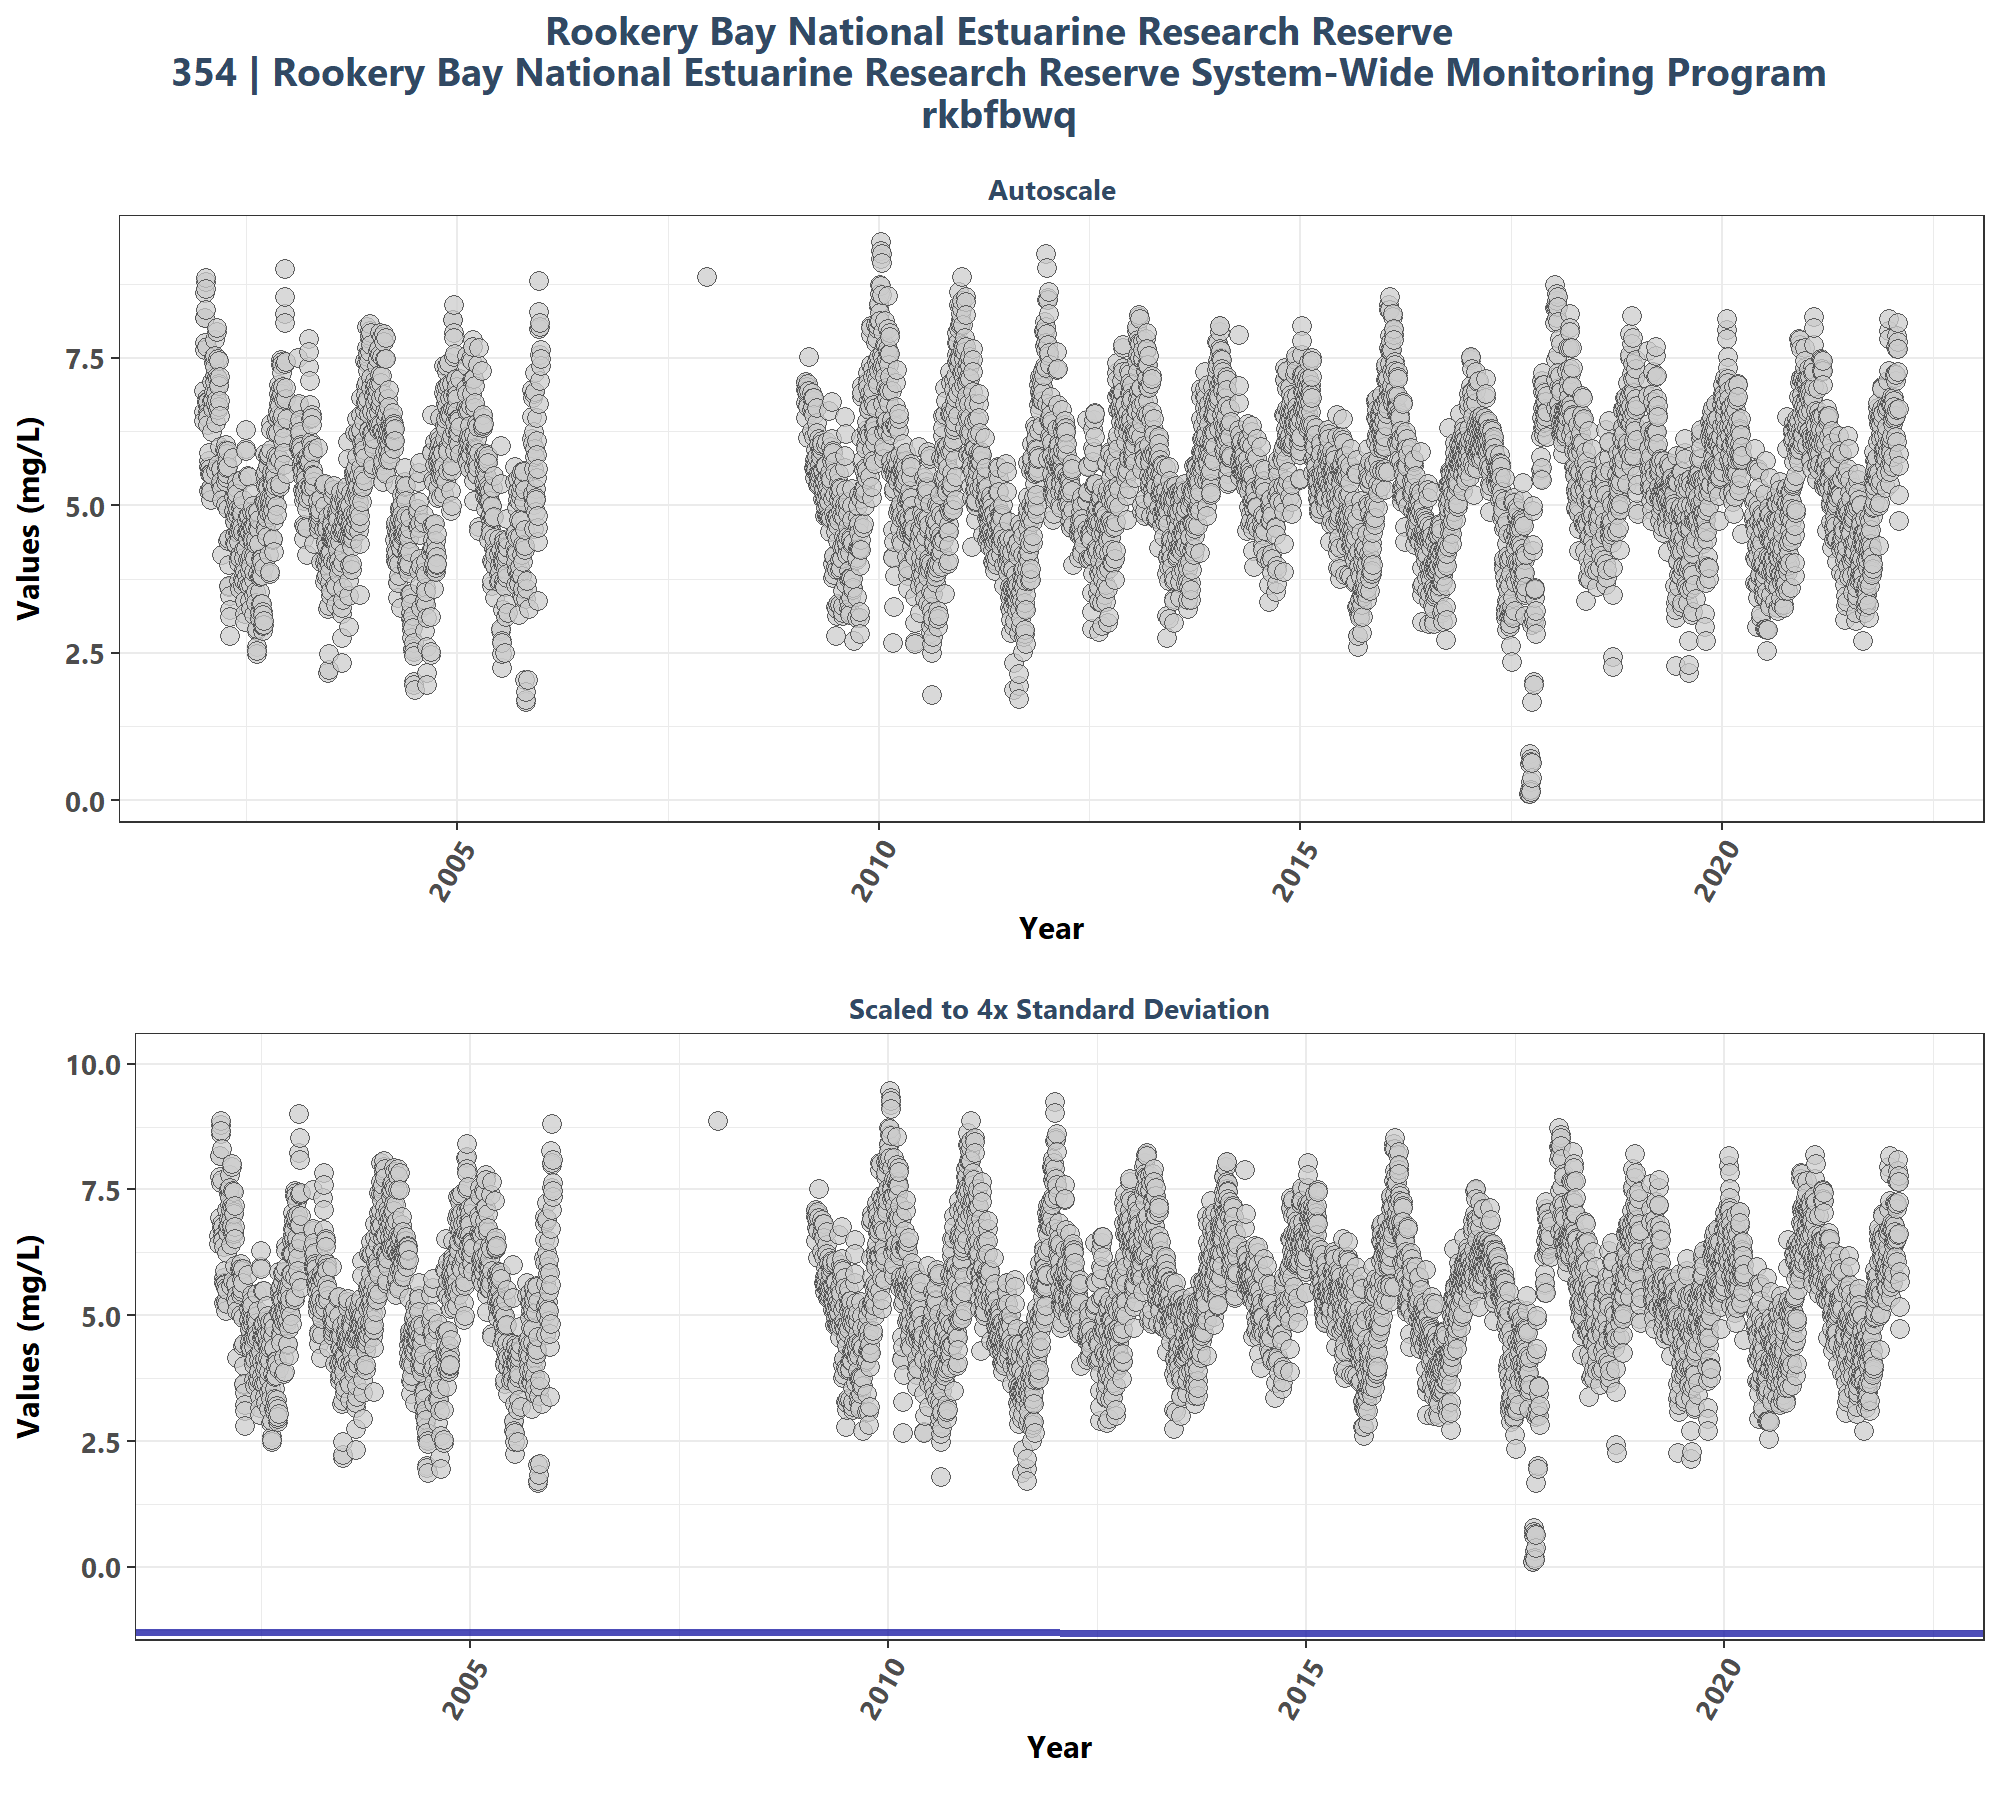 Rookery Bay National Estuarine Research Reserve
354 | Rookery Bay National Estuarine Research Reserve System-Wide Monitoring Program
rkbfbwq
Autoscale
Values (mg/L)
7.5
5.0
2.5
0.0
2005
2010
2015
2020
Year
Scaled to 4x Standard Deviation
Values (mg/L)
10.0
7.5
5.0
2.5
0.0
2005
2010
2015
2020
Year